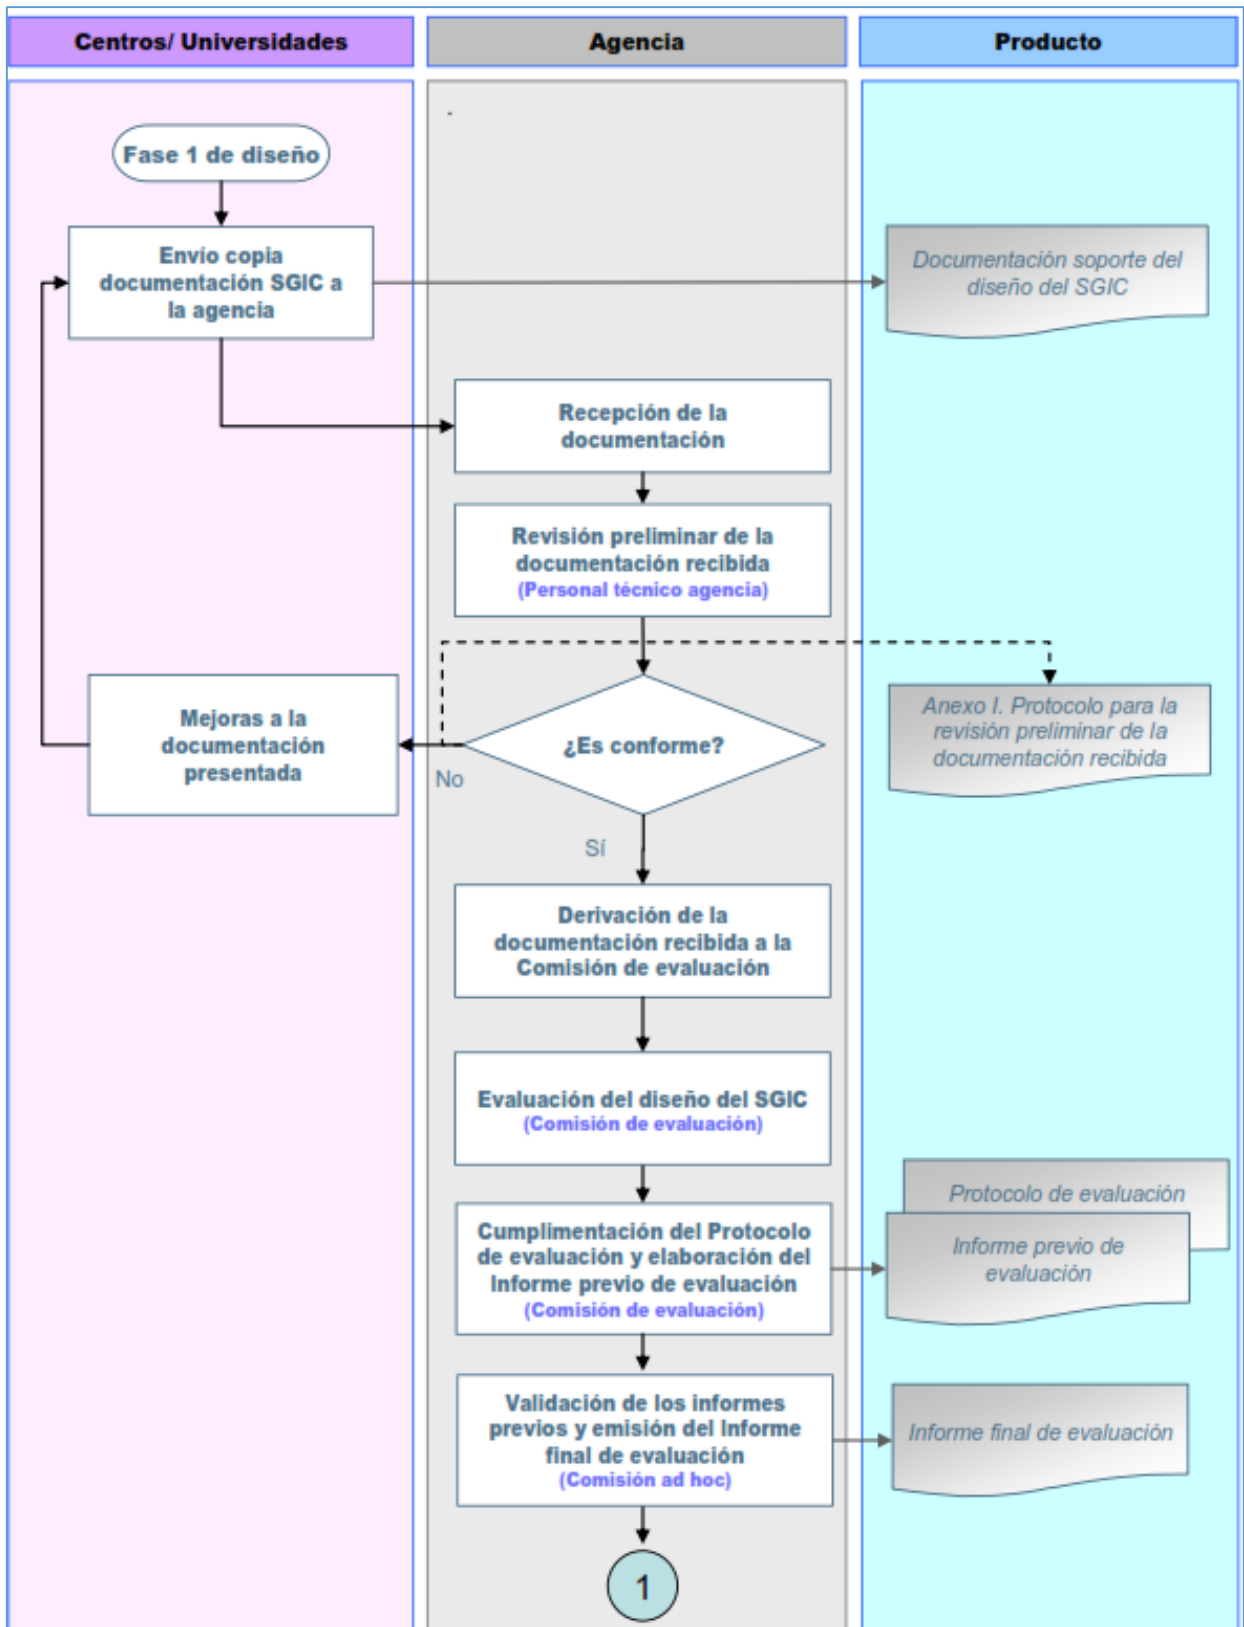 Centros/ Universidades
Agencia
Producto
Fase 1 de diseño
Envío copia
documentación SGIC a
la agencia
Documentación soporte del
diseño del SGIC
Recepción de la
documentación
Revisión preliminar de la
documentación recibida
(Personal técnico agencia)
Mejoras a la
documentación
presentada
No
¿Es conforme?
Anexo I. Protocolo para la
revisión preliminar de la
documentación recibida
Sí
Derivación de la
documentación recibida a la
Comisión de evaluación
Evaluación del diseño del SGIC
(Comisión de evaluación)
Cumplimentación del Protocolo
de evaluación y elaboración del
Informe previo de evaluación
(Comisión de evaluación)
Protocolo de evaluación
Informe previo de
evaluación
Validación de los informes
previos y emisión del Informe
final de evaluación
(Comisión ad hoc)
Informe final de evaluación
1